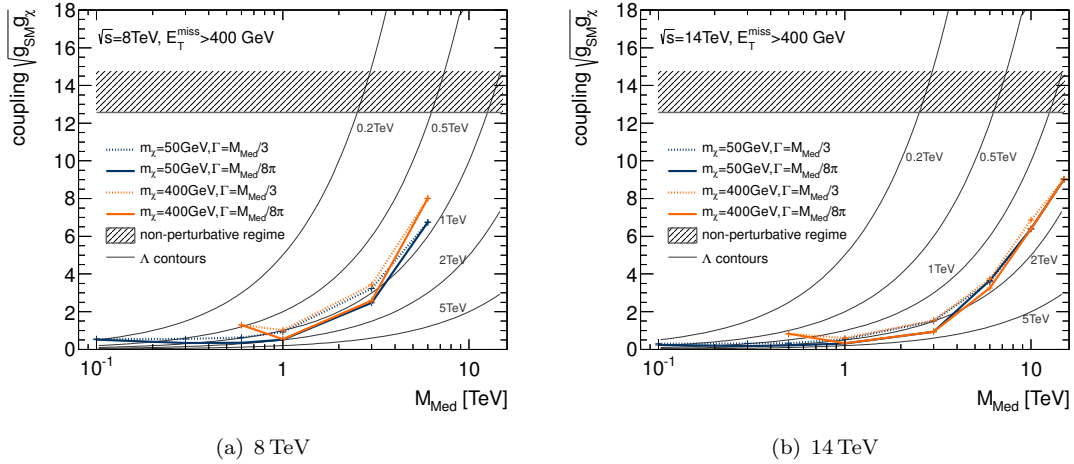 coupling √g_SM g_χ
18
16
14
12
10
8
6
4
2
0
√s=8TeV, E_T^miss>400 GeV
0.2TeV
0.5TeV
m_χ=50GeV,Γ=M_Med/3
m_χ=50GeV,Γ=M_Med/8π
m_χ=400GeV,Γ=M_Med/3
m_χ=400GeV,Γ=M_Med/8π
non-perturbative regime
Λ contours
1TeV
2TeV
5TeV
10⁻¹
1
10
M_Med [TeV]
(a) 8 TeV
coupling √g_SM g_χ
18
16
14
12
10
8
6
4
2
0
√s=14TeV, E_T^miss>400 GeV
0.2TeV
0.5TeV
m_χ=50GeV,Γ=M_Med/3
m_χ=50GeV,Γ=M_Med/8π
m_χ=400GeV,Γ=M_Med/3
m_χ=400GeV,Γ=M_Med/8π
non-perturbative regime
Λ contours
1TeV
2TeV
5TeV
10⁻¹
1
10
M_Med [TeV]
(b) 14 TeV